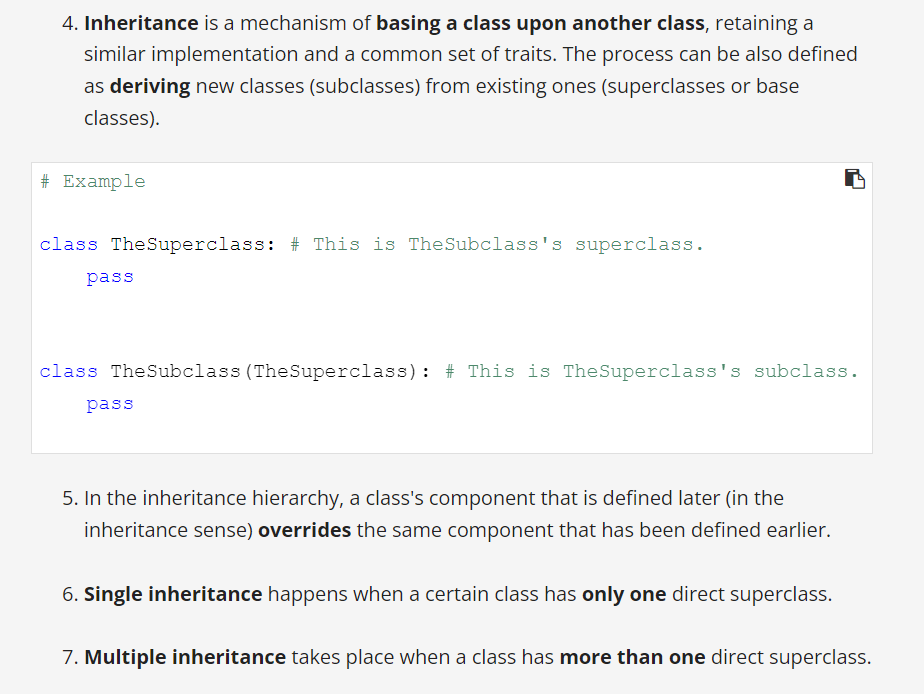 4. Inheritance is a mechanism of basing a class upon another class, retaining a
similar implementation and a common set of traits. The process can be also defined
as deriving new classes (subclasses) from existing ones (superclasses or base
classes).
# Example
class TheSuperclass: # This is TheSubclass's superclass.
    pass
class TheSubclass(TheSuperclass): # This is TheSuperclass's subclass.
    pass
5. In the inheritance hierarchy, a class's component that is defined later (in the
inheritance sense) overrides the same component that has been defined earlier.
6. Single inheritance happens when a certain class has only one direct superclass.
7. Multiple inheritance takes place when a class has more than one direct superclass.